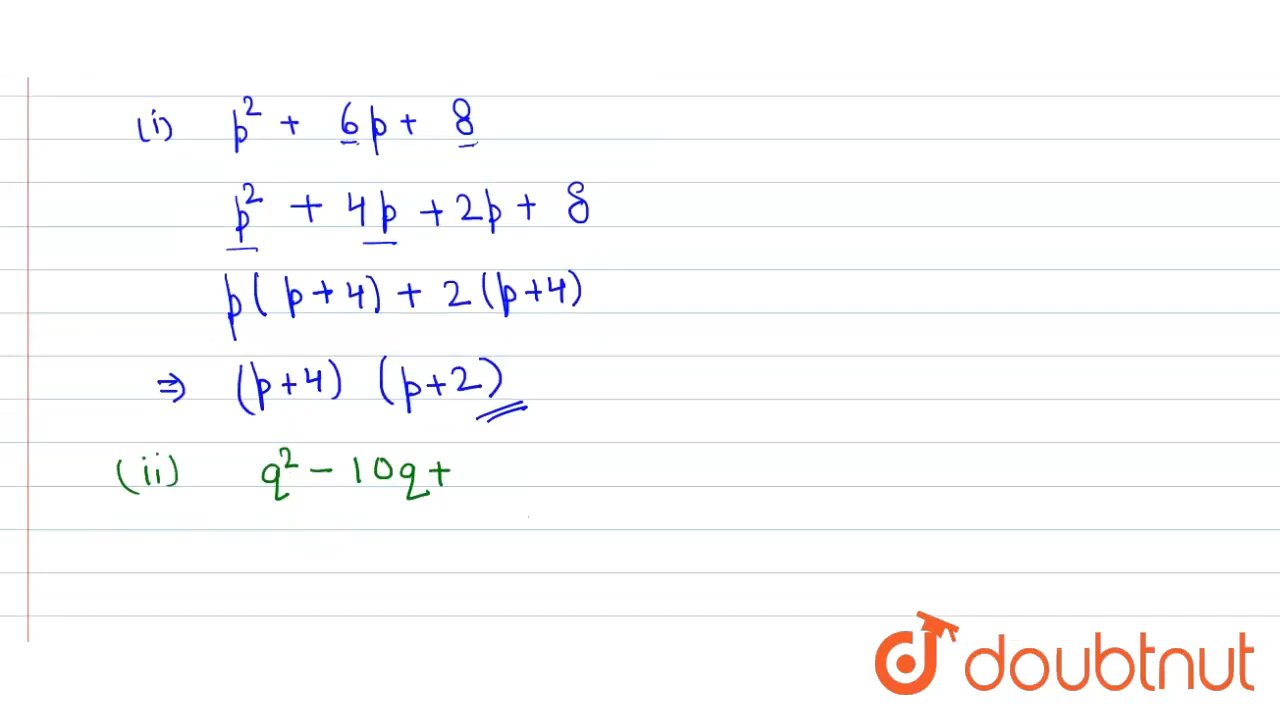 (i) p² + 6p + 8
p² + 4p + 2p + 8
p(p+4) + 2(p+4)
⇒ (p+4) (p+2)
(ii) q² - 10q +
doubtnut